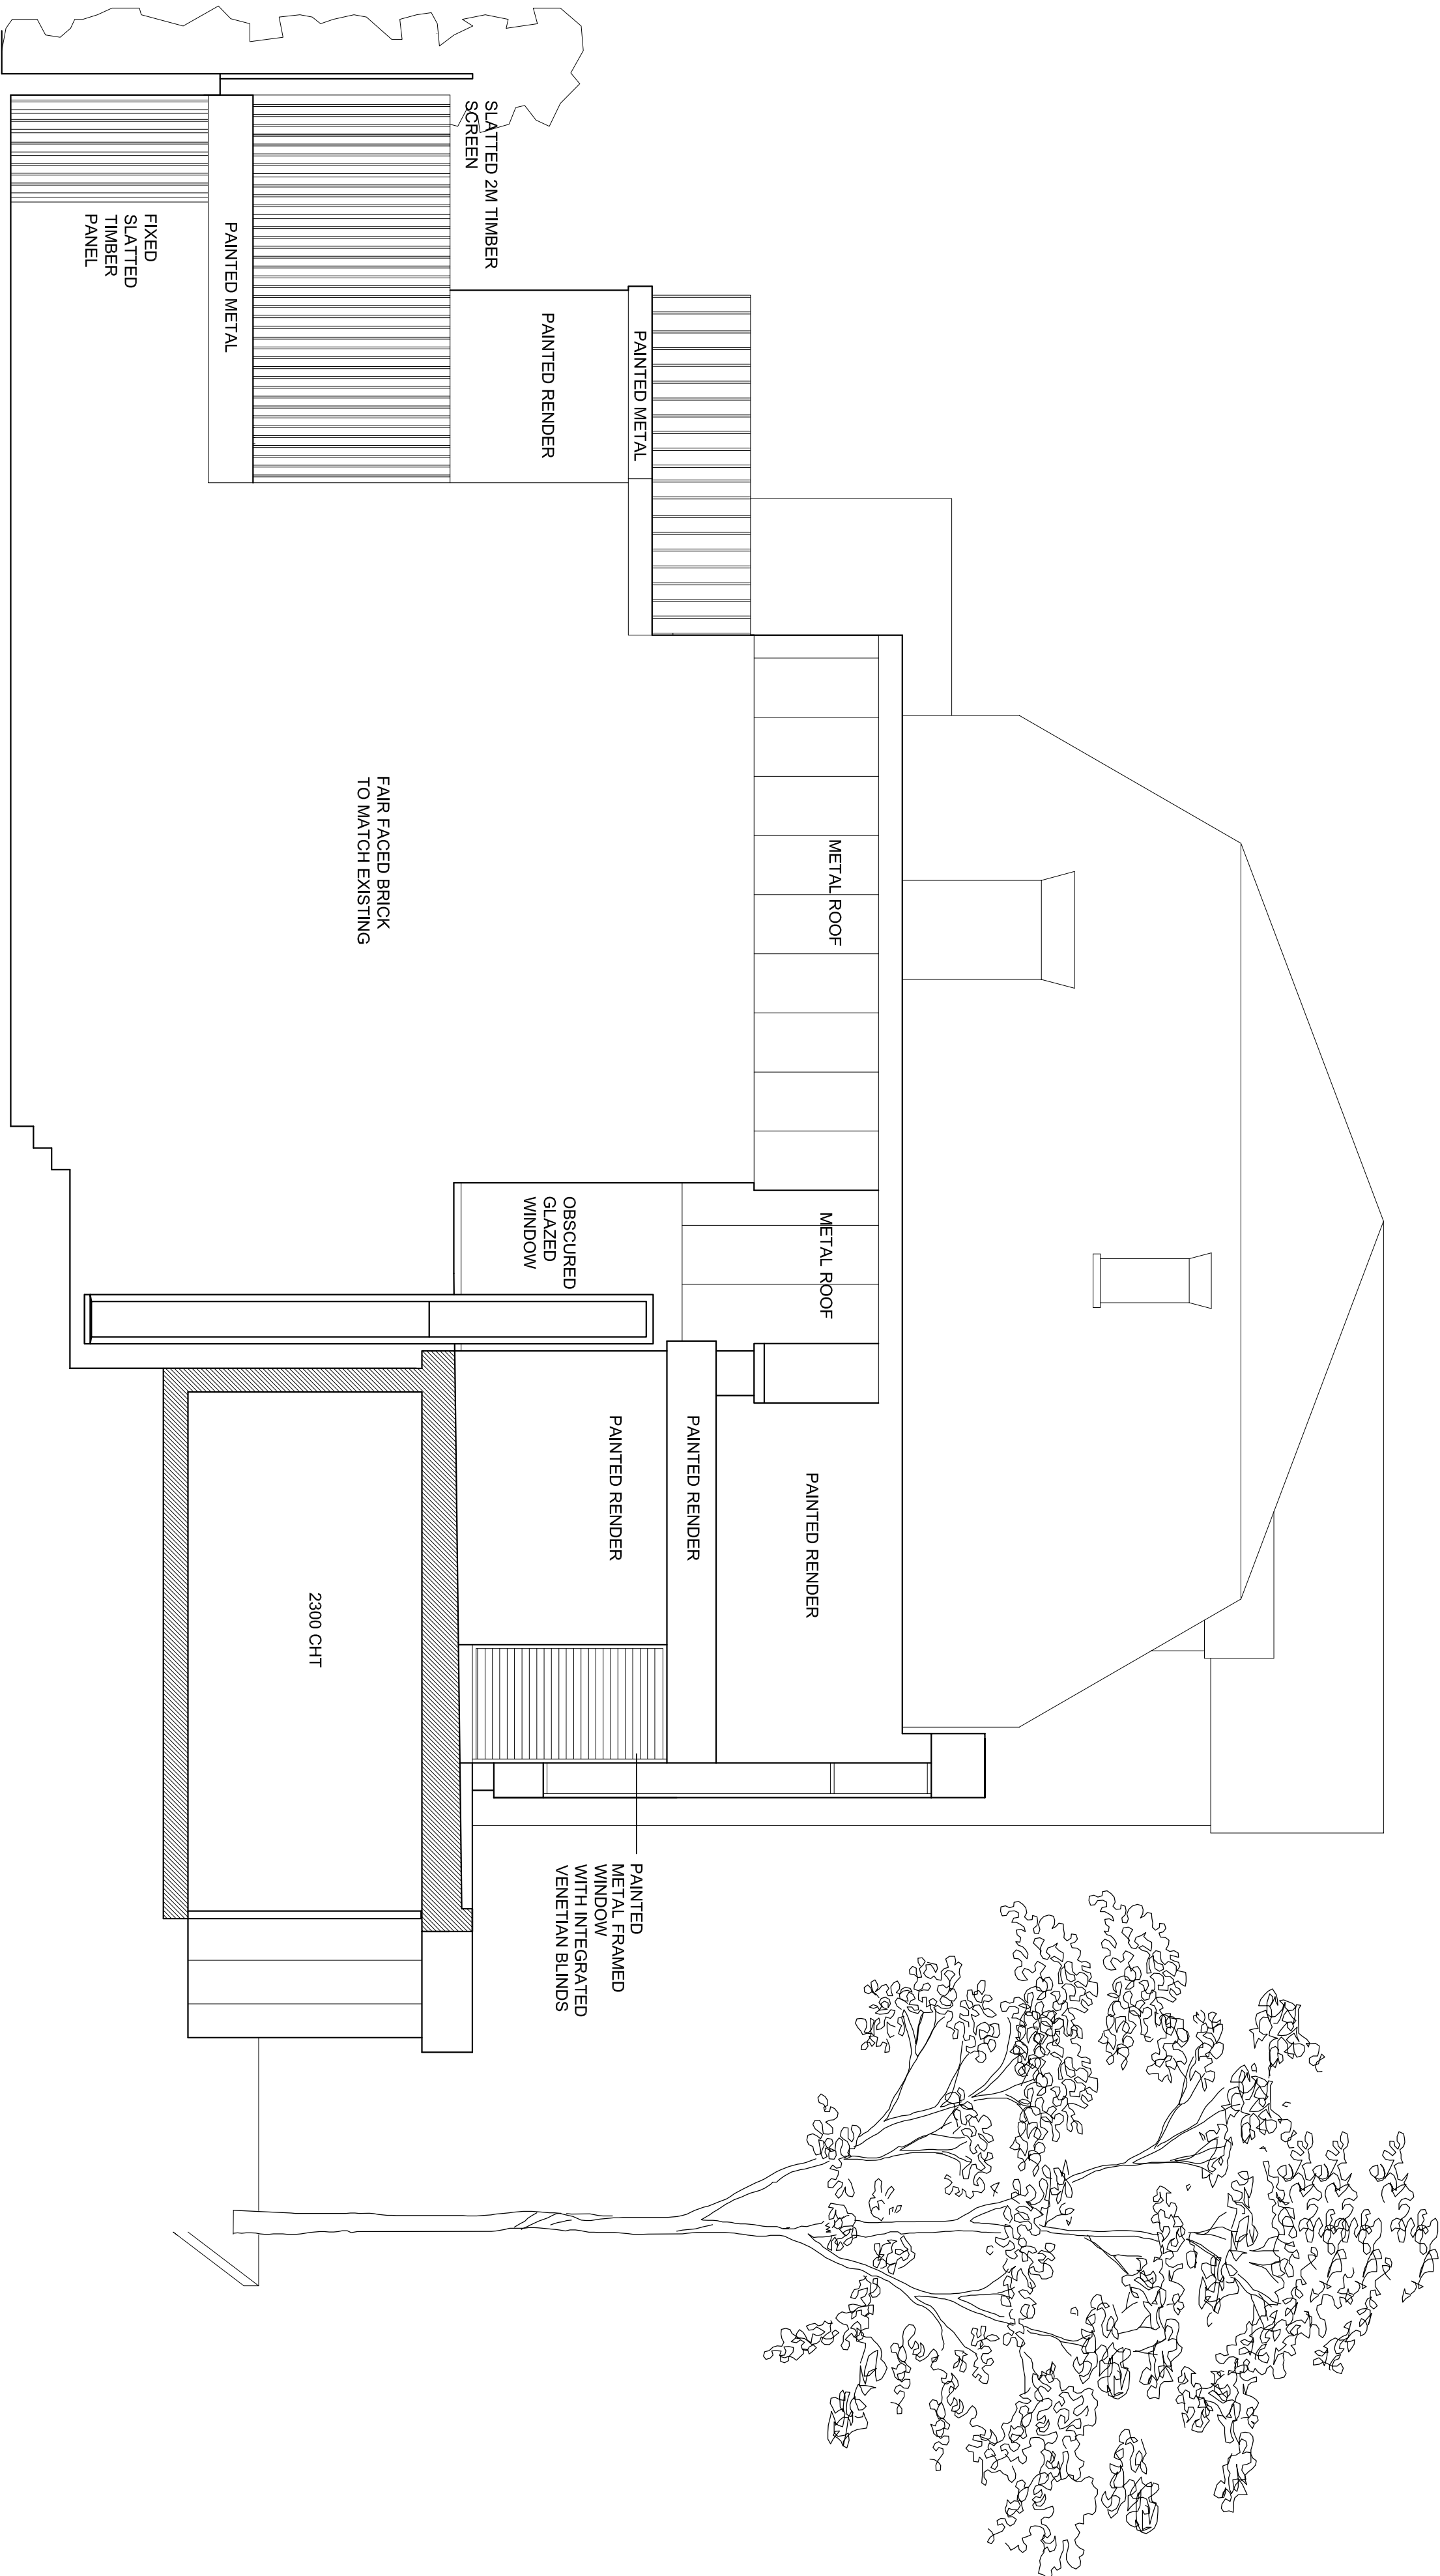 SLATTED 2M TIMBER
SCREEN
FIXED
SLATTED
TIMBER
PANEL
PAINTED METAL
PAINTED RENDER
PAINTED METAL
FAIR FACED BRICK
TO MATCH EXISTING
METAL ROOF
METAL ROOF
OBSCURED
GLAZED
WINDOW
PAINTED RENDER
PAINTED RENDER
PAINTED RENDER
2300 CHT
PAINTED
METAL FRAMED
WINDOW
WITH INTEGRATED
VENETIAN BLINDS